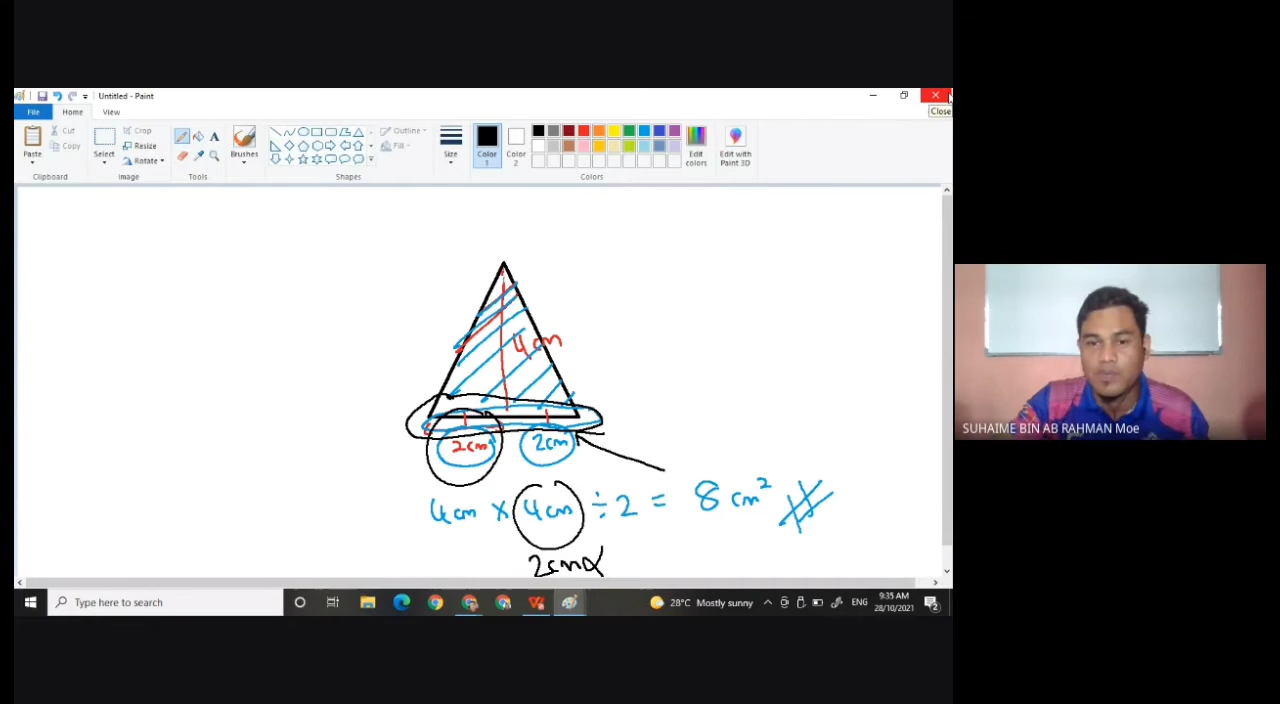 Untitled - Paint
Close
File Home View
Paste
Cut
Copy
Clipboard
Select
Crop
Resize
Rotate
Image
Tools
Brushes
Shapes
Outline
Fill
Size
Color 1
Color 2
Colors
Edit colors
Edit with Paint 3D
4cm
2cm 2cm
4cm x 4cm ÷ 2 = 8 cm²
2cm
SUHAIME BIN AB RAHMAN Moe
Type here to search
28°C Mostly sunny
ENG
9:35 AM
28/10/2021
2